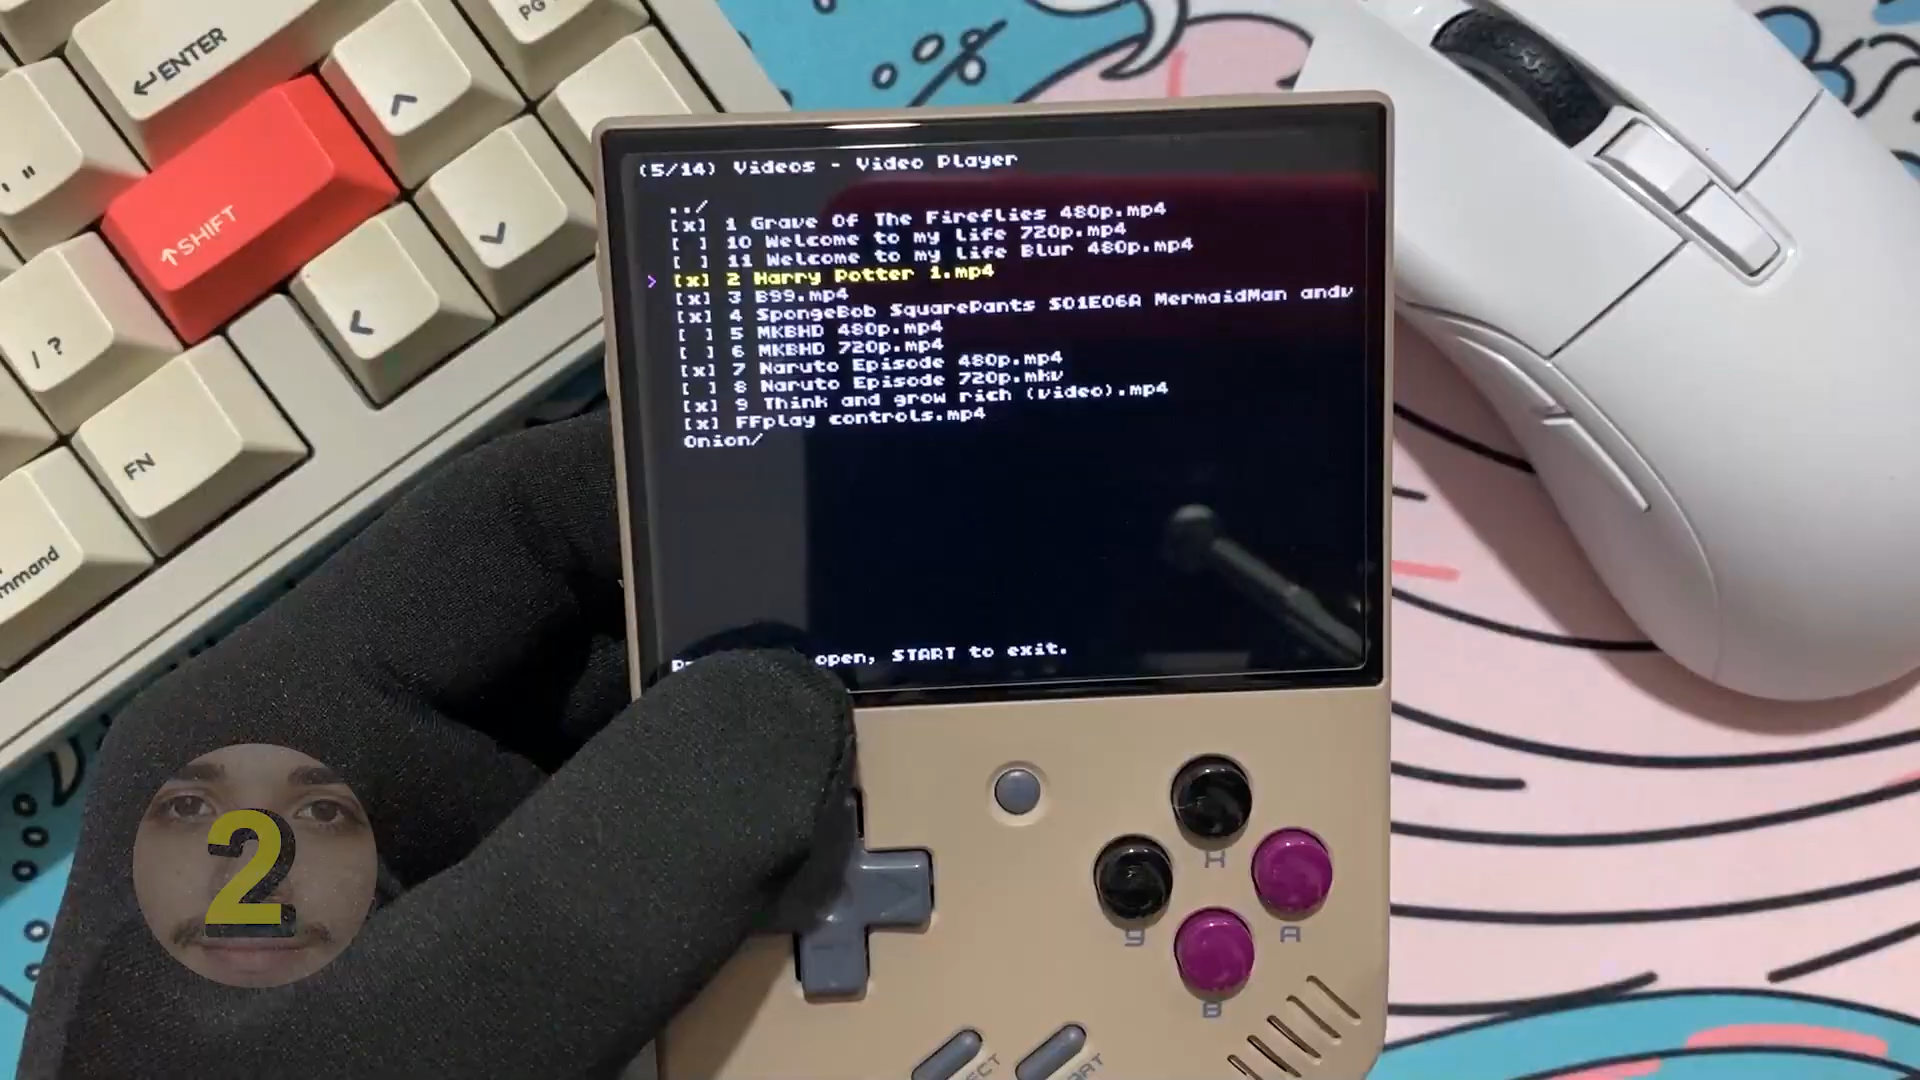 PG
ENTER
SHIFT
" '
/ ?
FN
(5/14) Videos - Video Player
../
[x] 1 Grave Of The Fireflies 480p.mp4
[ ] 10 Welcome to my life 720p.mp4
[ ] 11 Welcome to my life Blur 480p.mp4
> [x] 2 Harry Potter 1.mp4
[x] 3 B99.mp4
[x] 4 SpongeBob SquarePants S01E06A MermaidMan andv
[ ] 5 MKBHD 480p.mp4
[ ] 6 MKBHD 720p.mp4
[x] 7 Naruto Episode 480p.mp4
[ ] 8 Naruto Episode 720p.mkv
[x] 9 Think and grow rich (video).mp4
[x] FFplay controls.mp4
Onion/
open, START to exit.
2
X
Y
A
B